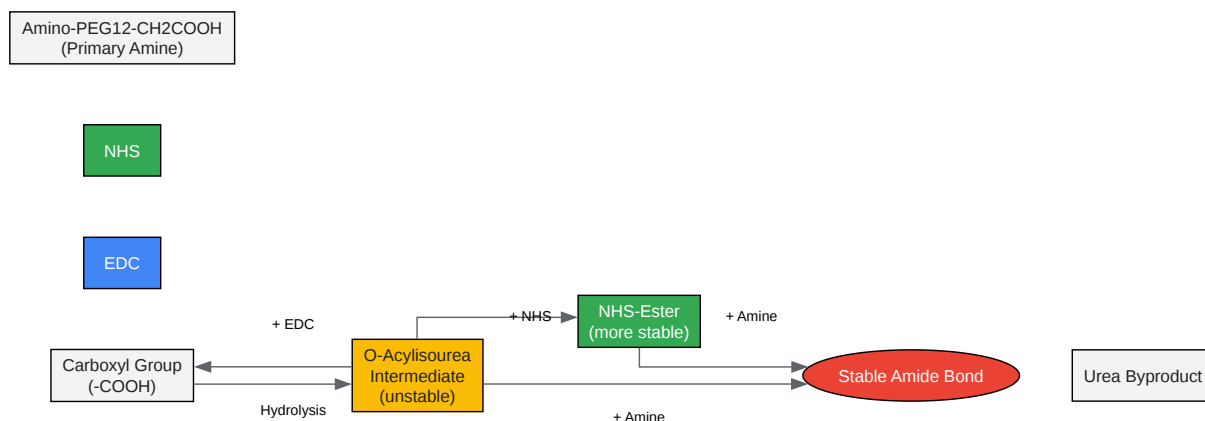 Amino-PEG12-CH2COOH
(Primary Amine)
NHS
EDC
+ EDC
+ NHS
NHS-Ester
(more stable)
+ Amine
Carboxyl Group
(-COOH)
O-Acylisourea
Intermediate
(unstable)
Stable Amide Bond
Urea Byproduct
Hydrolysis
+ Amine